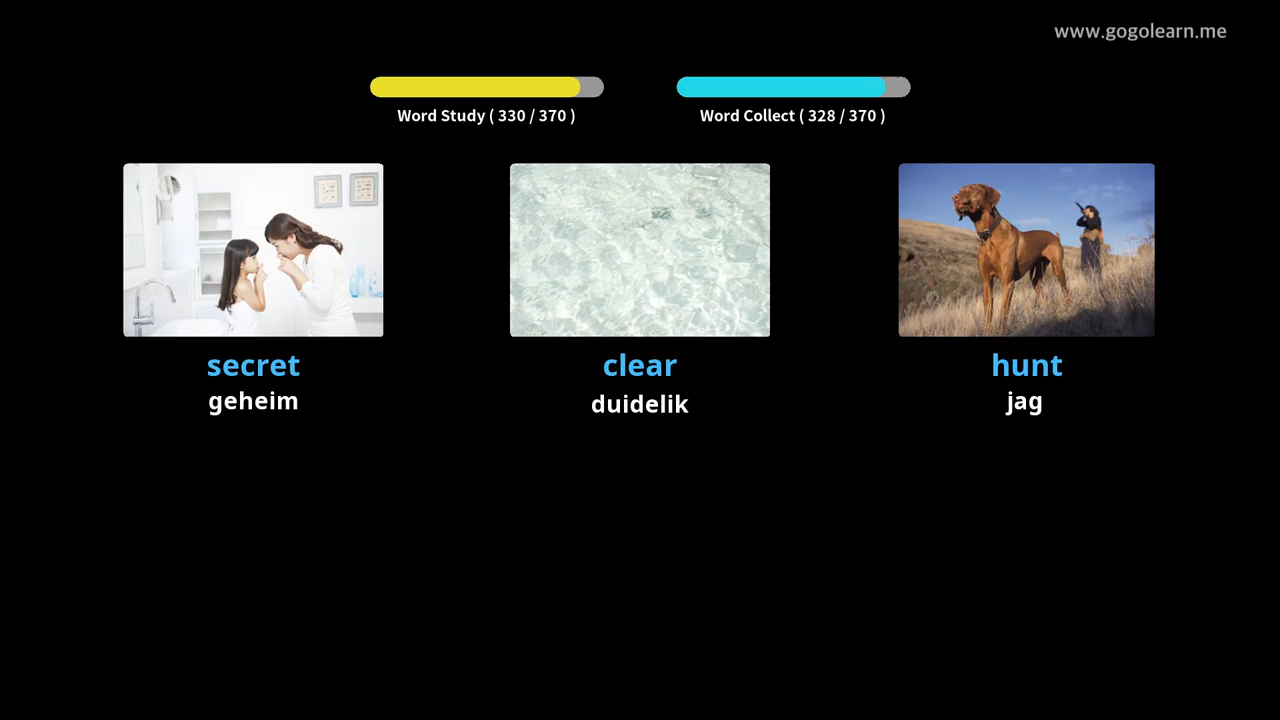 www.gogolearn.me
Word Study ( 330 / 370 )
Word Collect ( 328 / 370 )
secret
geheim
clear
duidelik
hunt
jag